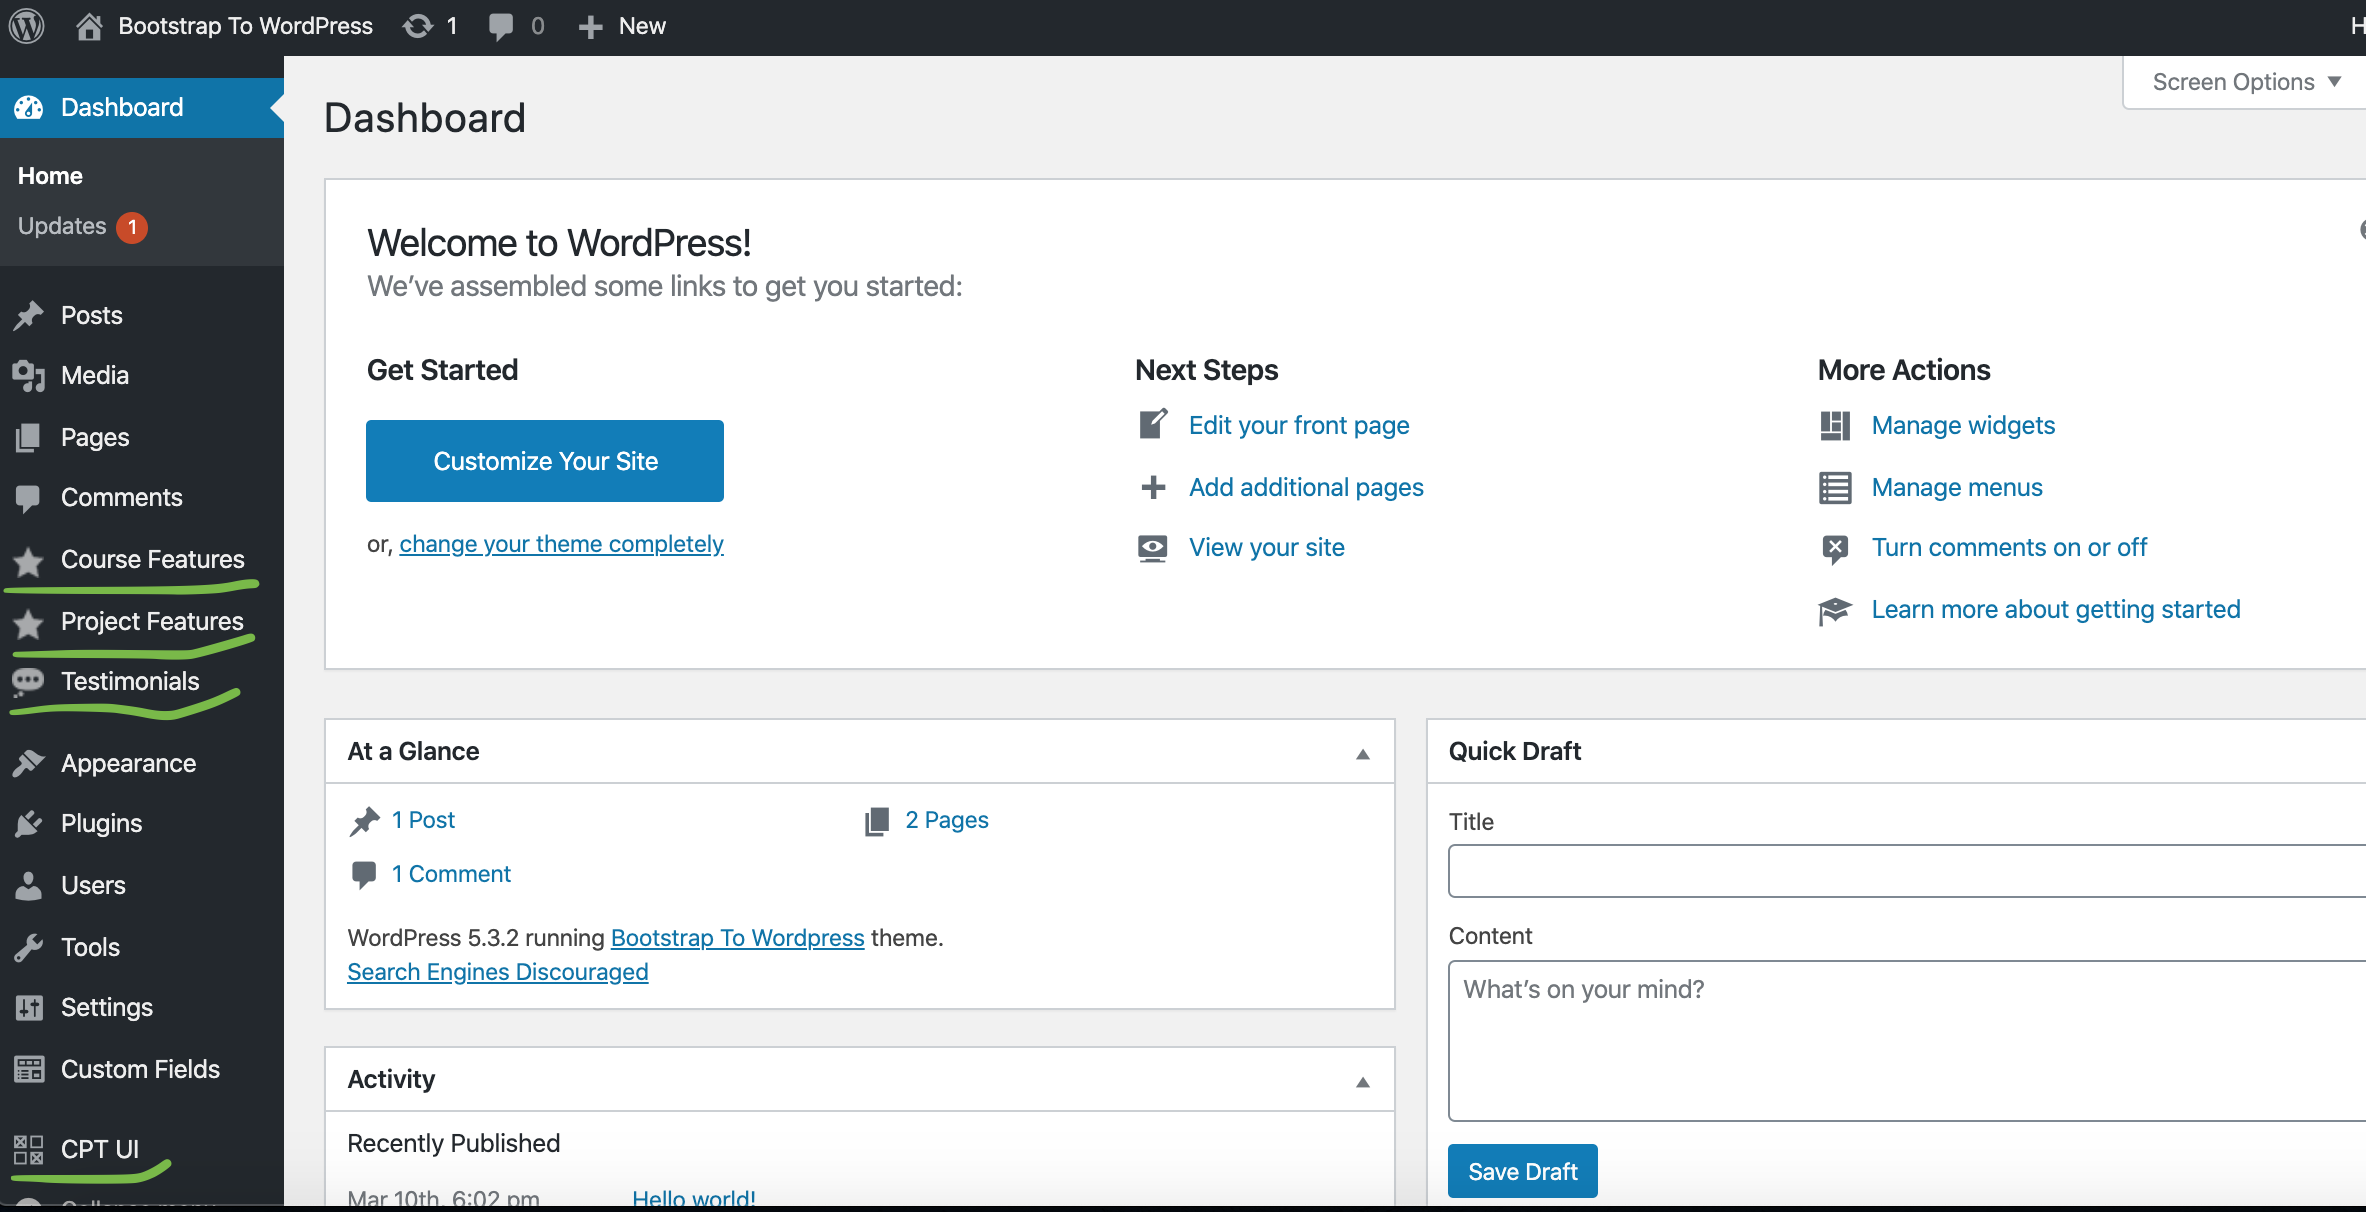 Bootstrap To WordPress 1 0 New H
Screen Options
Dashboard
Home
Updates 1
Posts
Media
Pages
Comments
Course Features
Project Features
Testimonials
Appearance
Plugins
Users
Tools
Settings
Custom Fields
CPT UI
Collapse menu
Dashboard
Welcome to WordPress!
We've assembled some links to get you started:
Get Started
Customize Your Site
or, change your theme completely
Next Steps
Edit your front page
Add additional pages
View your site
More Actions
Manage widgets
Manage menus
Turn comments on or off
Learn more about getting started
At a Glance
1 Post 2 Pages
1 Comment
WordPress 5.3.2 running Bootstrap To Wordpress theme.
Search Engines Discouraged
Activity
Recently Published
Mar 10th, 6:02 pm Hello world!
Quick Draft
Title
Content
What's on your mind?
Save Draft